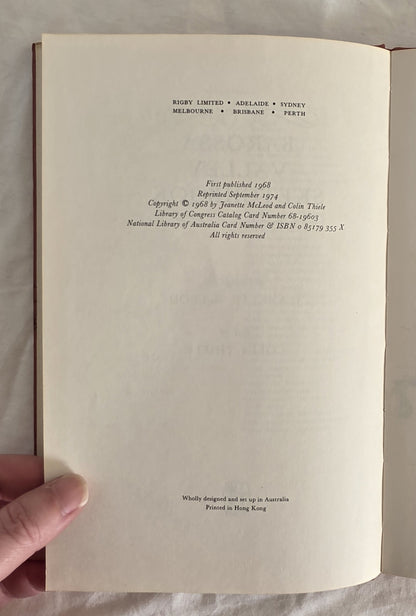 RIGBY LIMITED • ADELAIDE • SYDNEY
MELBOURNE • BRISBANE • PERTH
First published 1968
Reprinted September 1974
Copyright © 1968 by Jeanette McLeod and Colin Thiele
Library of Congress Catalog Card Number 68-19603
National Library of Australia Card Number & ISBN 0 85179 355 X
All rights reserved
Wholly designed and set up in Australia
Printed in Hong Kong